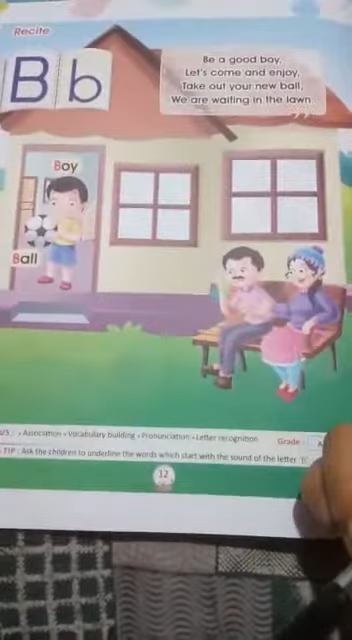 Recite
B b
Be a good boy,
Let's come and enjoy,
Take out your new ball,
We are waiting in the lawn.
Boy
Ball
• Association • Vocabulary building • Pronunciation • Letter recognition
Grade :
TIP : Ask the children to underline the words which start with the sound of the letter
12